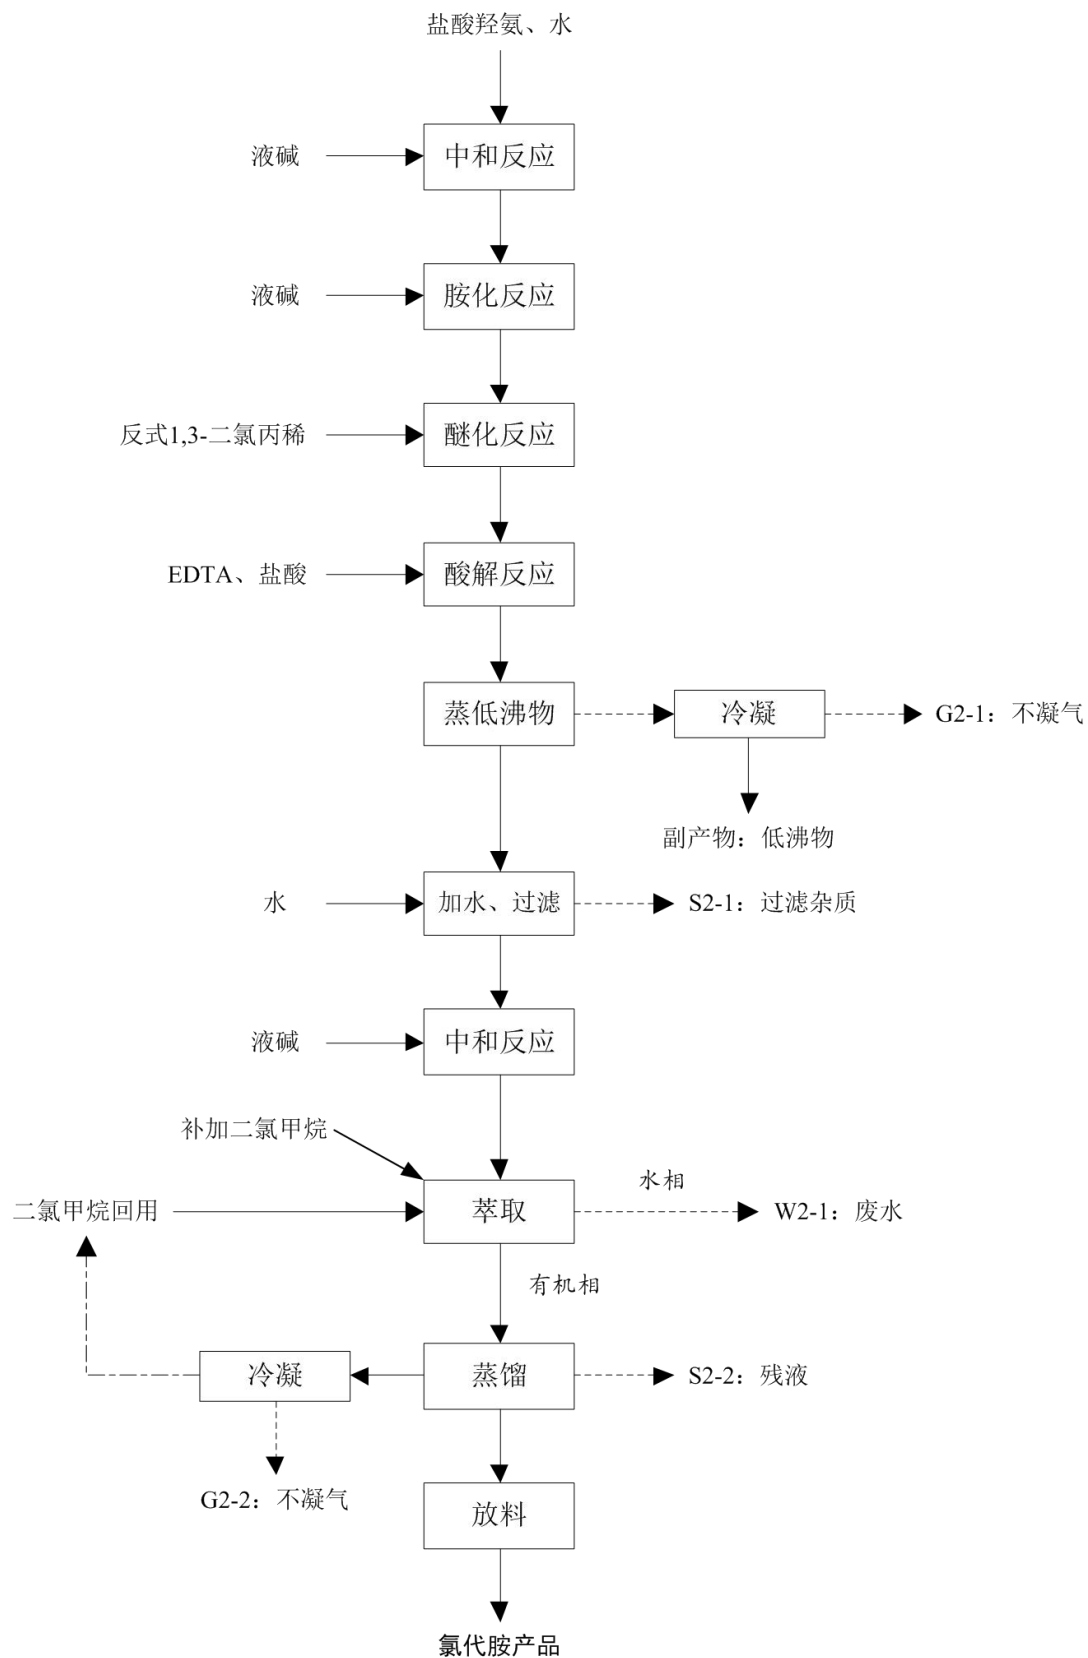 盐酸羟氨、水
液碱
中和反应
液碱
胺化反应
反式1,3-二氯丙稀
醚化反应
EDTA、盐酸
酸解反应
蒸低沸物
冷凝
G2-1：不凝气
副产物：低沸物
水
加水、过滤
S2-1：过滤杂质
液碱
中和反应
补加二氯甲烷
水相
二氯甲烷回用
萃取
W2-1：废水
有机相
冷凝
蒸馏
S2-2：残液
G2-2：不凝气
放料
氯代胺产品